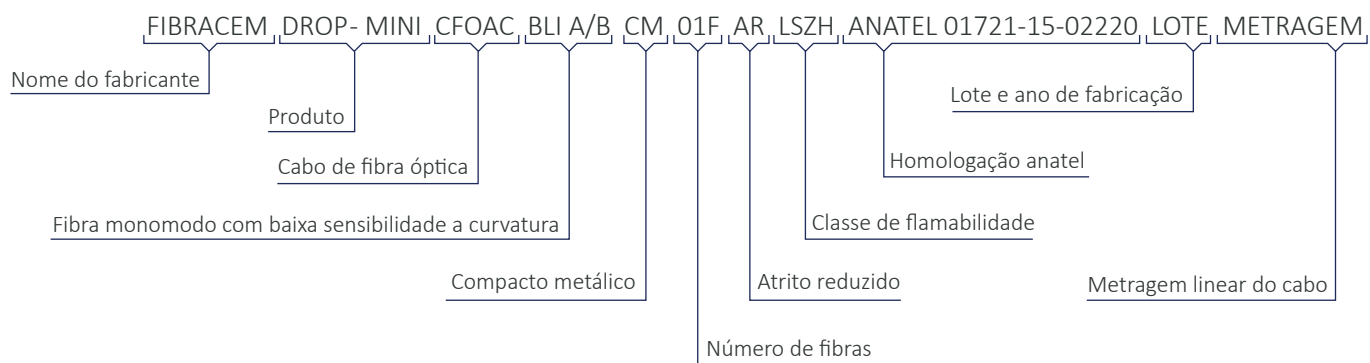 FIBRACEM DROP- MINI CFOAC BLI A/B CM 01F AR LSZH ANATEL 01721-15-02220 LOTE METRAGEM
Nome do fabricante
Lote e ano de fabricação
Produto
Cabo de fibra óptica
Homologação anatel
Fibra monomodo com baixa sensibilidade a curvatura
Classe de flamabilidade
Compacto metálico
Atrito reduzido
Metragem linear do cabo
Número de fibras